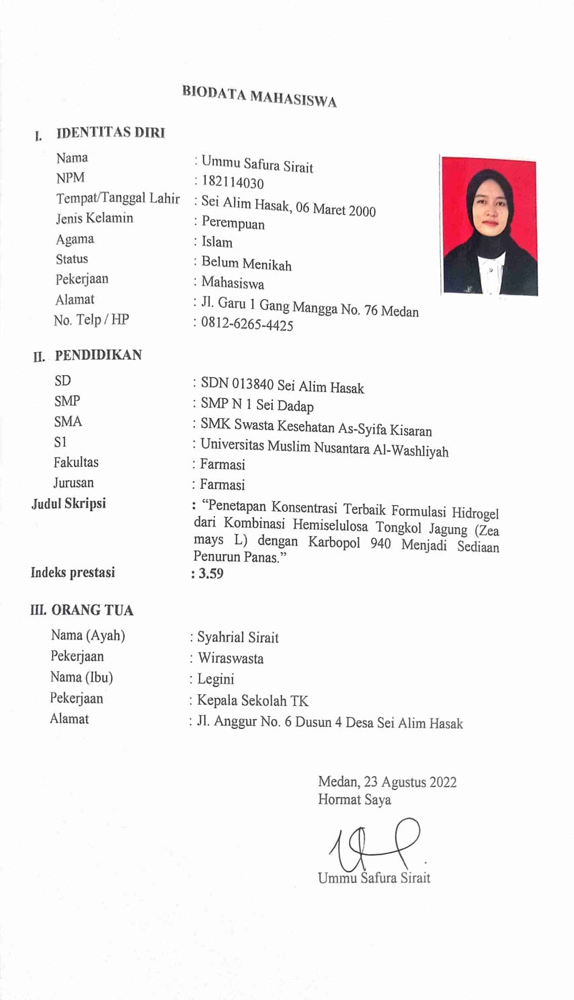 BIODATA MAHASISWA
I. IDENTITAS DIRI
Nama : Ummu Safura Sirait
NPM : 182114030
Tempat/Tanggal Lahir : Sei Alim Hasak, 06 Maret 2000
Jenis Kelamin : Perempuan
Agama : Islam
Status : Belum Menikah
Pekerjaan : Mahasiswa
Alamat : Jl. Garu 1 Gang Mangga No. 76 Medan
No. Telp / HP : 0812-6265-4425
II. PENDIDIKAN
SD : SDN 013840 Sei Alim Hasak
SMP : SMP N 1 Sei Dadap
SMA : SMK Swasta Kesehatan As-Syifa Kisaran
S1 : Universitas Muslim Nusantara Al-Washliyah
Fakultas : Farmasi
Jurusan : Farmasi
Judul Skripsi : “Penetapan Konsentrasi Terbaik Formulasi Hidrogel
dari Kombinasi Hemiselulosa Tongkol Jagung (Zea
mays L) dengan Karbopol 940 Menjadi Sediaan
Penurun Panas.”
Indeks prestasi : 3.59
III. ORANG TUA
Nama (Ayah) : Syahrial Sirait
Pekerjaan : Wiraswasta
Nama (Ibu) : Legini
Pekerjaan : Kepala Sekolah TK
Alamat : Jl. Anggur No. 6 Dusun 4 Desa Sei Alim Hasak
Medan, 23 Agustus 2022
Hormat Saya
Ummu Safura Sirait